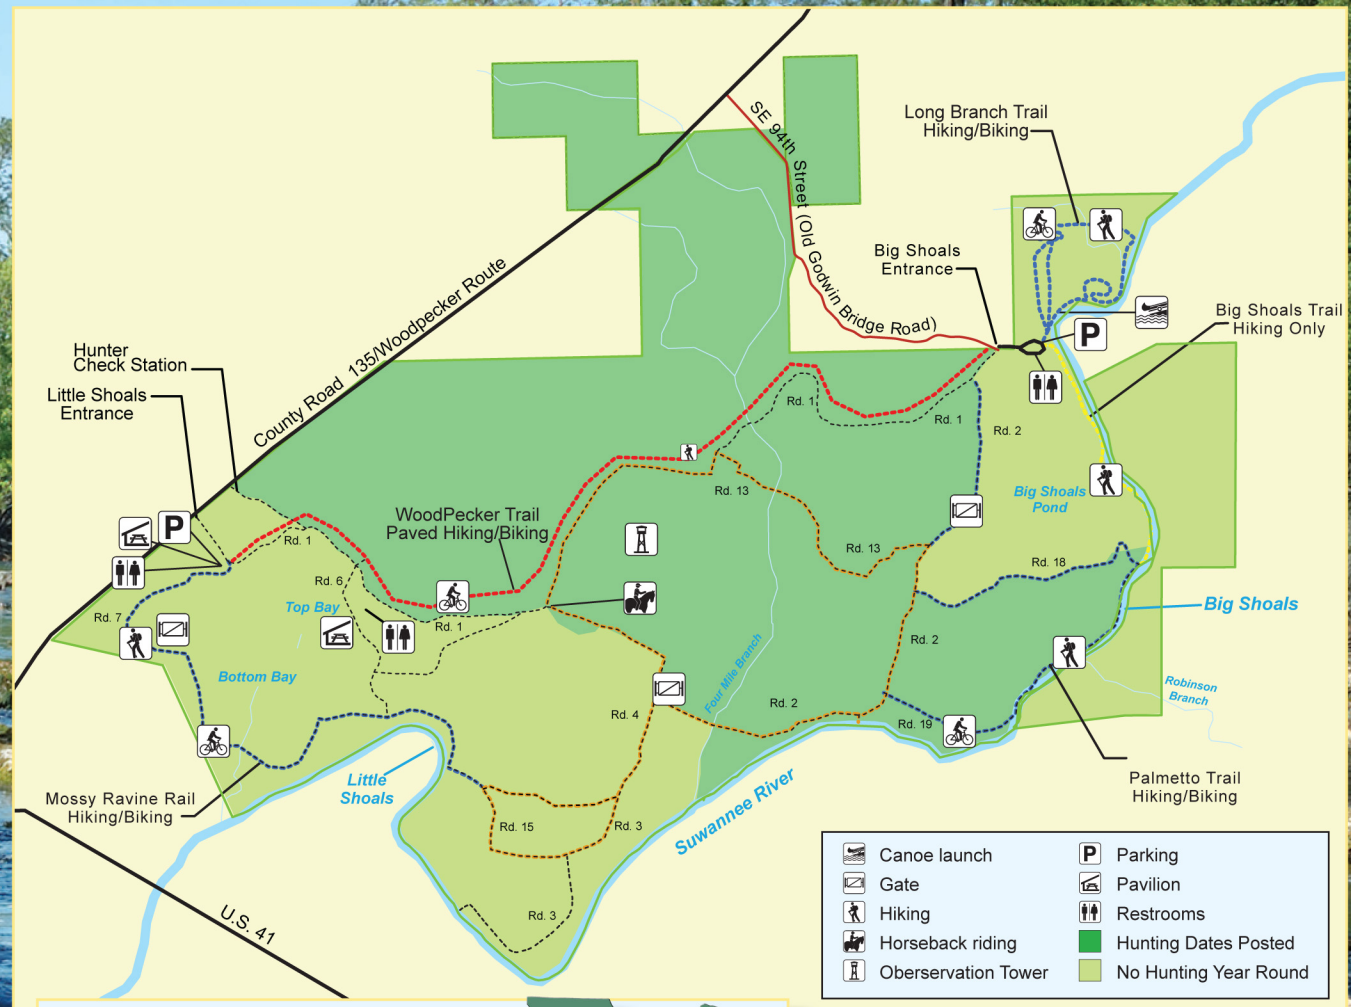 SE 94th Street (Old Godwin Bridge Road)
Long Branch Trail
Hiking/Biking
Big Shoals
Entrance
Big Shoals Trail
Hiking Only
County Road 135/Woodpecker Route
Hunter
Check Station
Little Shoals
Entrance
P
P
Rd. 1
Rd. 1
Rd. 2
Rd. 13
Big Shoals
Pond
WoodPecker Trail
Paved Hiking/Biking
Rd. 1
Rd. 13
Rd. 18
Rd. 6
Top Bay
Rd. 7
Rd. 1
Big Shoals
Rd. 2
Bottom Bay
Four Mile Branch
Robinson
Branch
Rd. 4
Rd. 2
Rd. 19
Little
Shoals
Mossy Ravine Rail
Hiking/Biking
Palmetto Trail
Hiking/Biking
Suwannee River
Rd. 15
Rd. 3
Rd. 3
U.S. 41
Canoe launch
P Parking
Gate
Pavilion
Hiking
Restrooms
Horseback riding
Hunting Dates Posted
Oberservation Tower
No Hunting Year Round